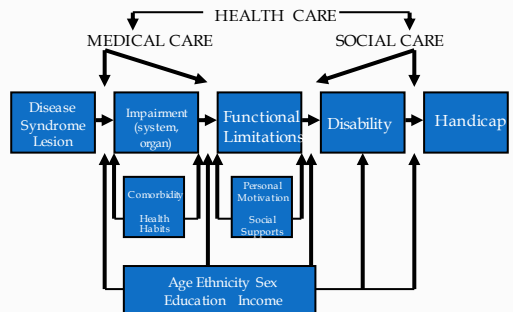 HEALTH CARE
MEDICAL CARE
SOCIAL CARE
Disease
Syndrome
Lesion
Impairment
(system,
organ)
Functional
Limitations
Disability
Handicap
Comorbidity
Health
Habits
Personal
Motivation
Social
Supports
Age Ethnicity Sex
Education Income